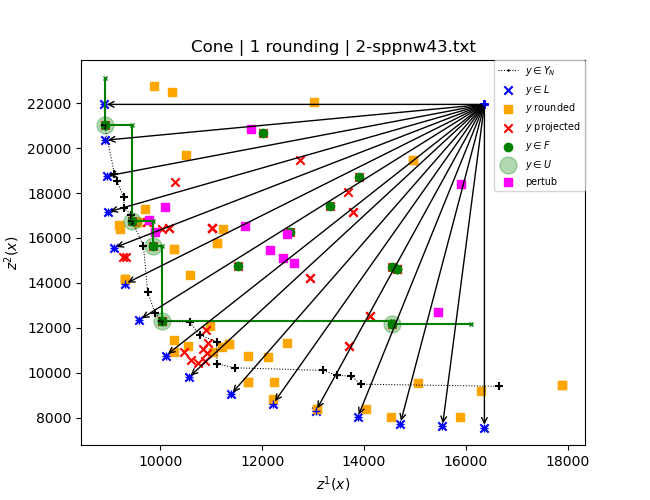 Cone | 1 rounding | 2-sppnw43.txt
z²(x)
22000
20000
18000
16000
14000
12000
10000
8000
10000 12000 14000 16000 18000
z¹(x)
y ∈ Y_N
y ∈ L
y rounded
y projected
y ∈ F
y ∈ U
pertub